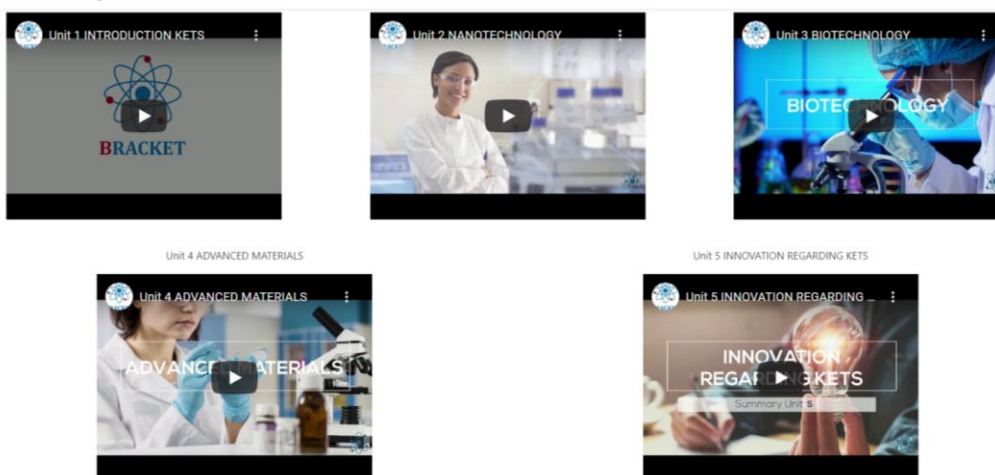 Unit 1 INTRODUCTION KETS
BRACKET
Unit 2 NANOTECHNOLOGY
Unit 3 BIOTECHNOLOGY
BIOTECHNOLOGY
Unit 4 ADVANCED MATERIALS
Unit 5 INNOVATION REGARDING KETS
Unit 4 ADVANCED MATERIALS
ADVANCED MATERIALS
Unit 5 INNOVATION REGARDING ...
INNOVATION
REGARDING KETS
Summary Unit 5